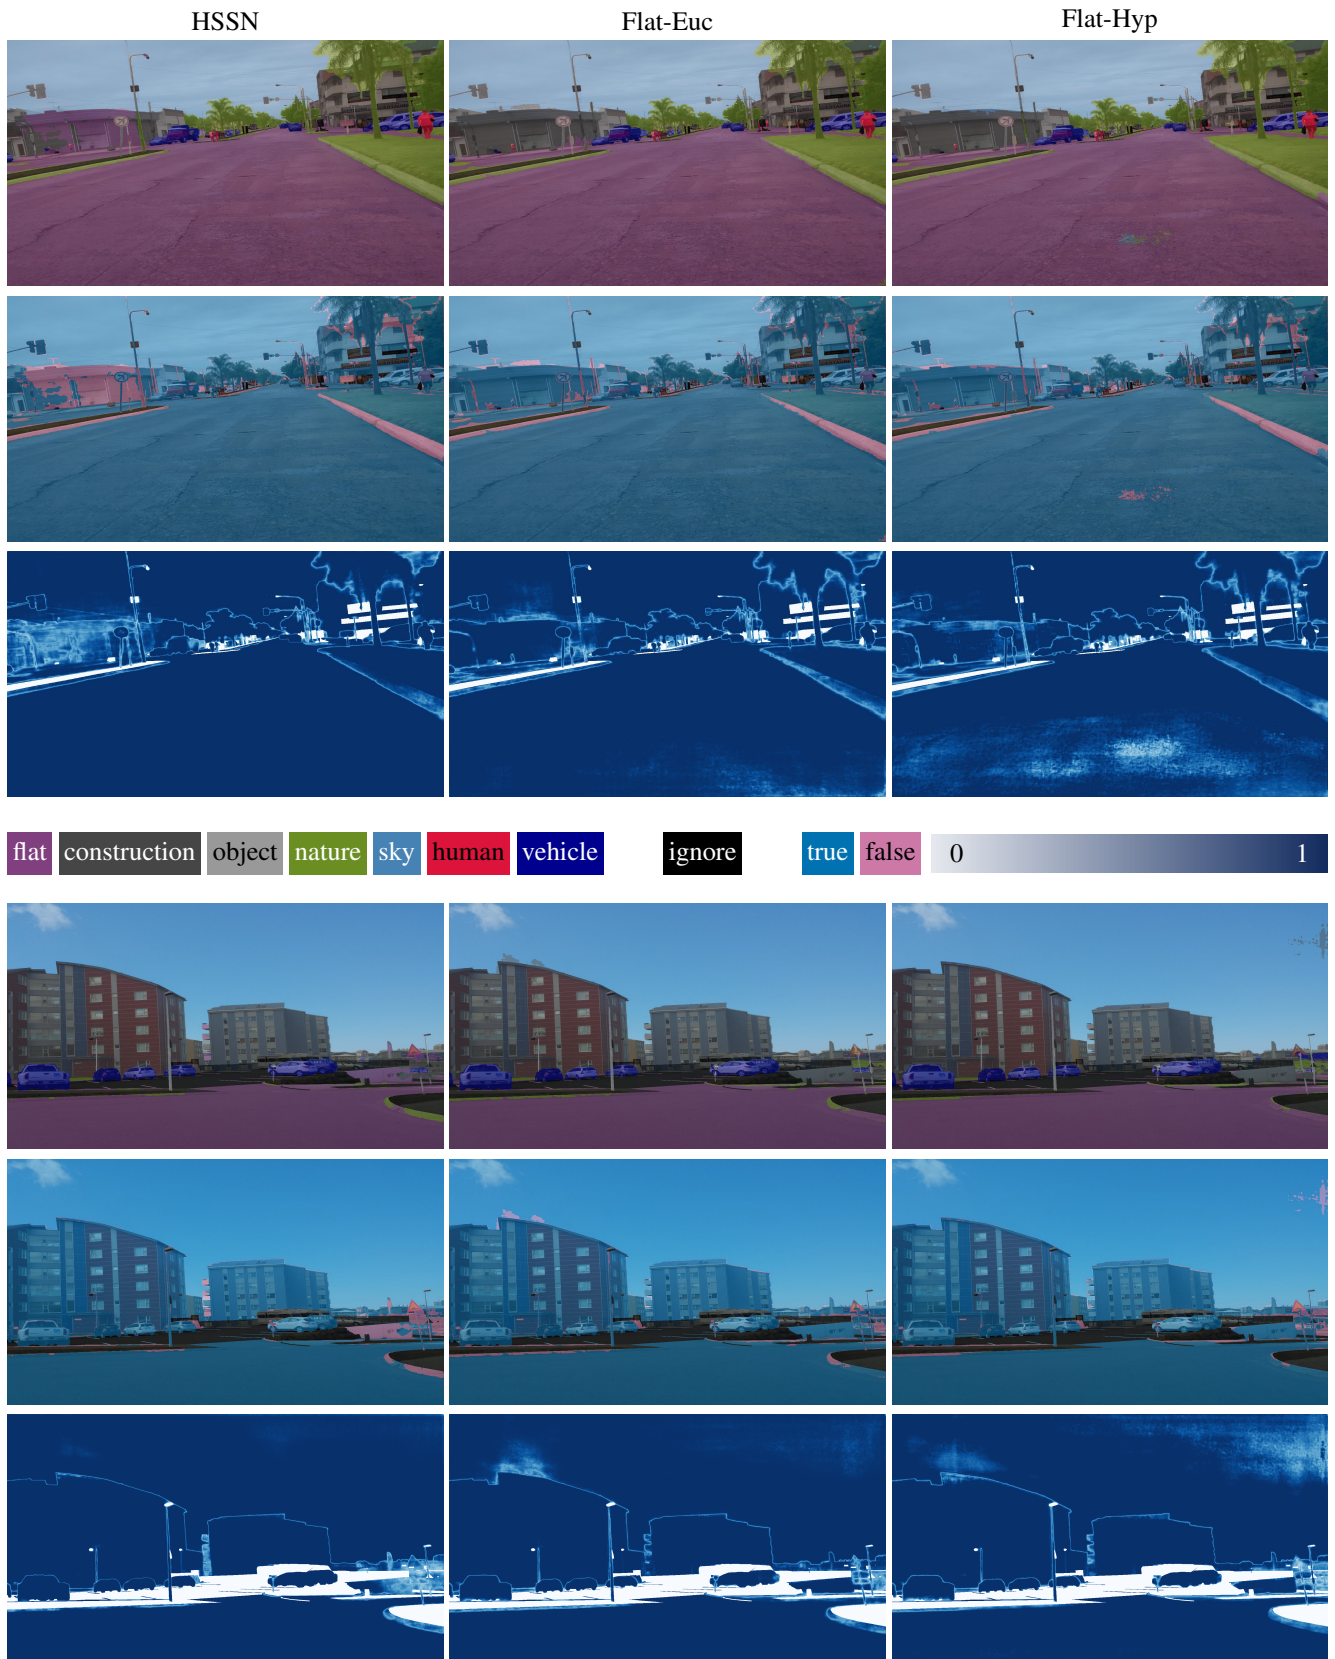 HSSN Flat-Euc Flat-Hyp
flat construction object nature sky human vehicle ignore true false 0 1